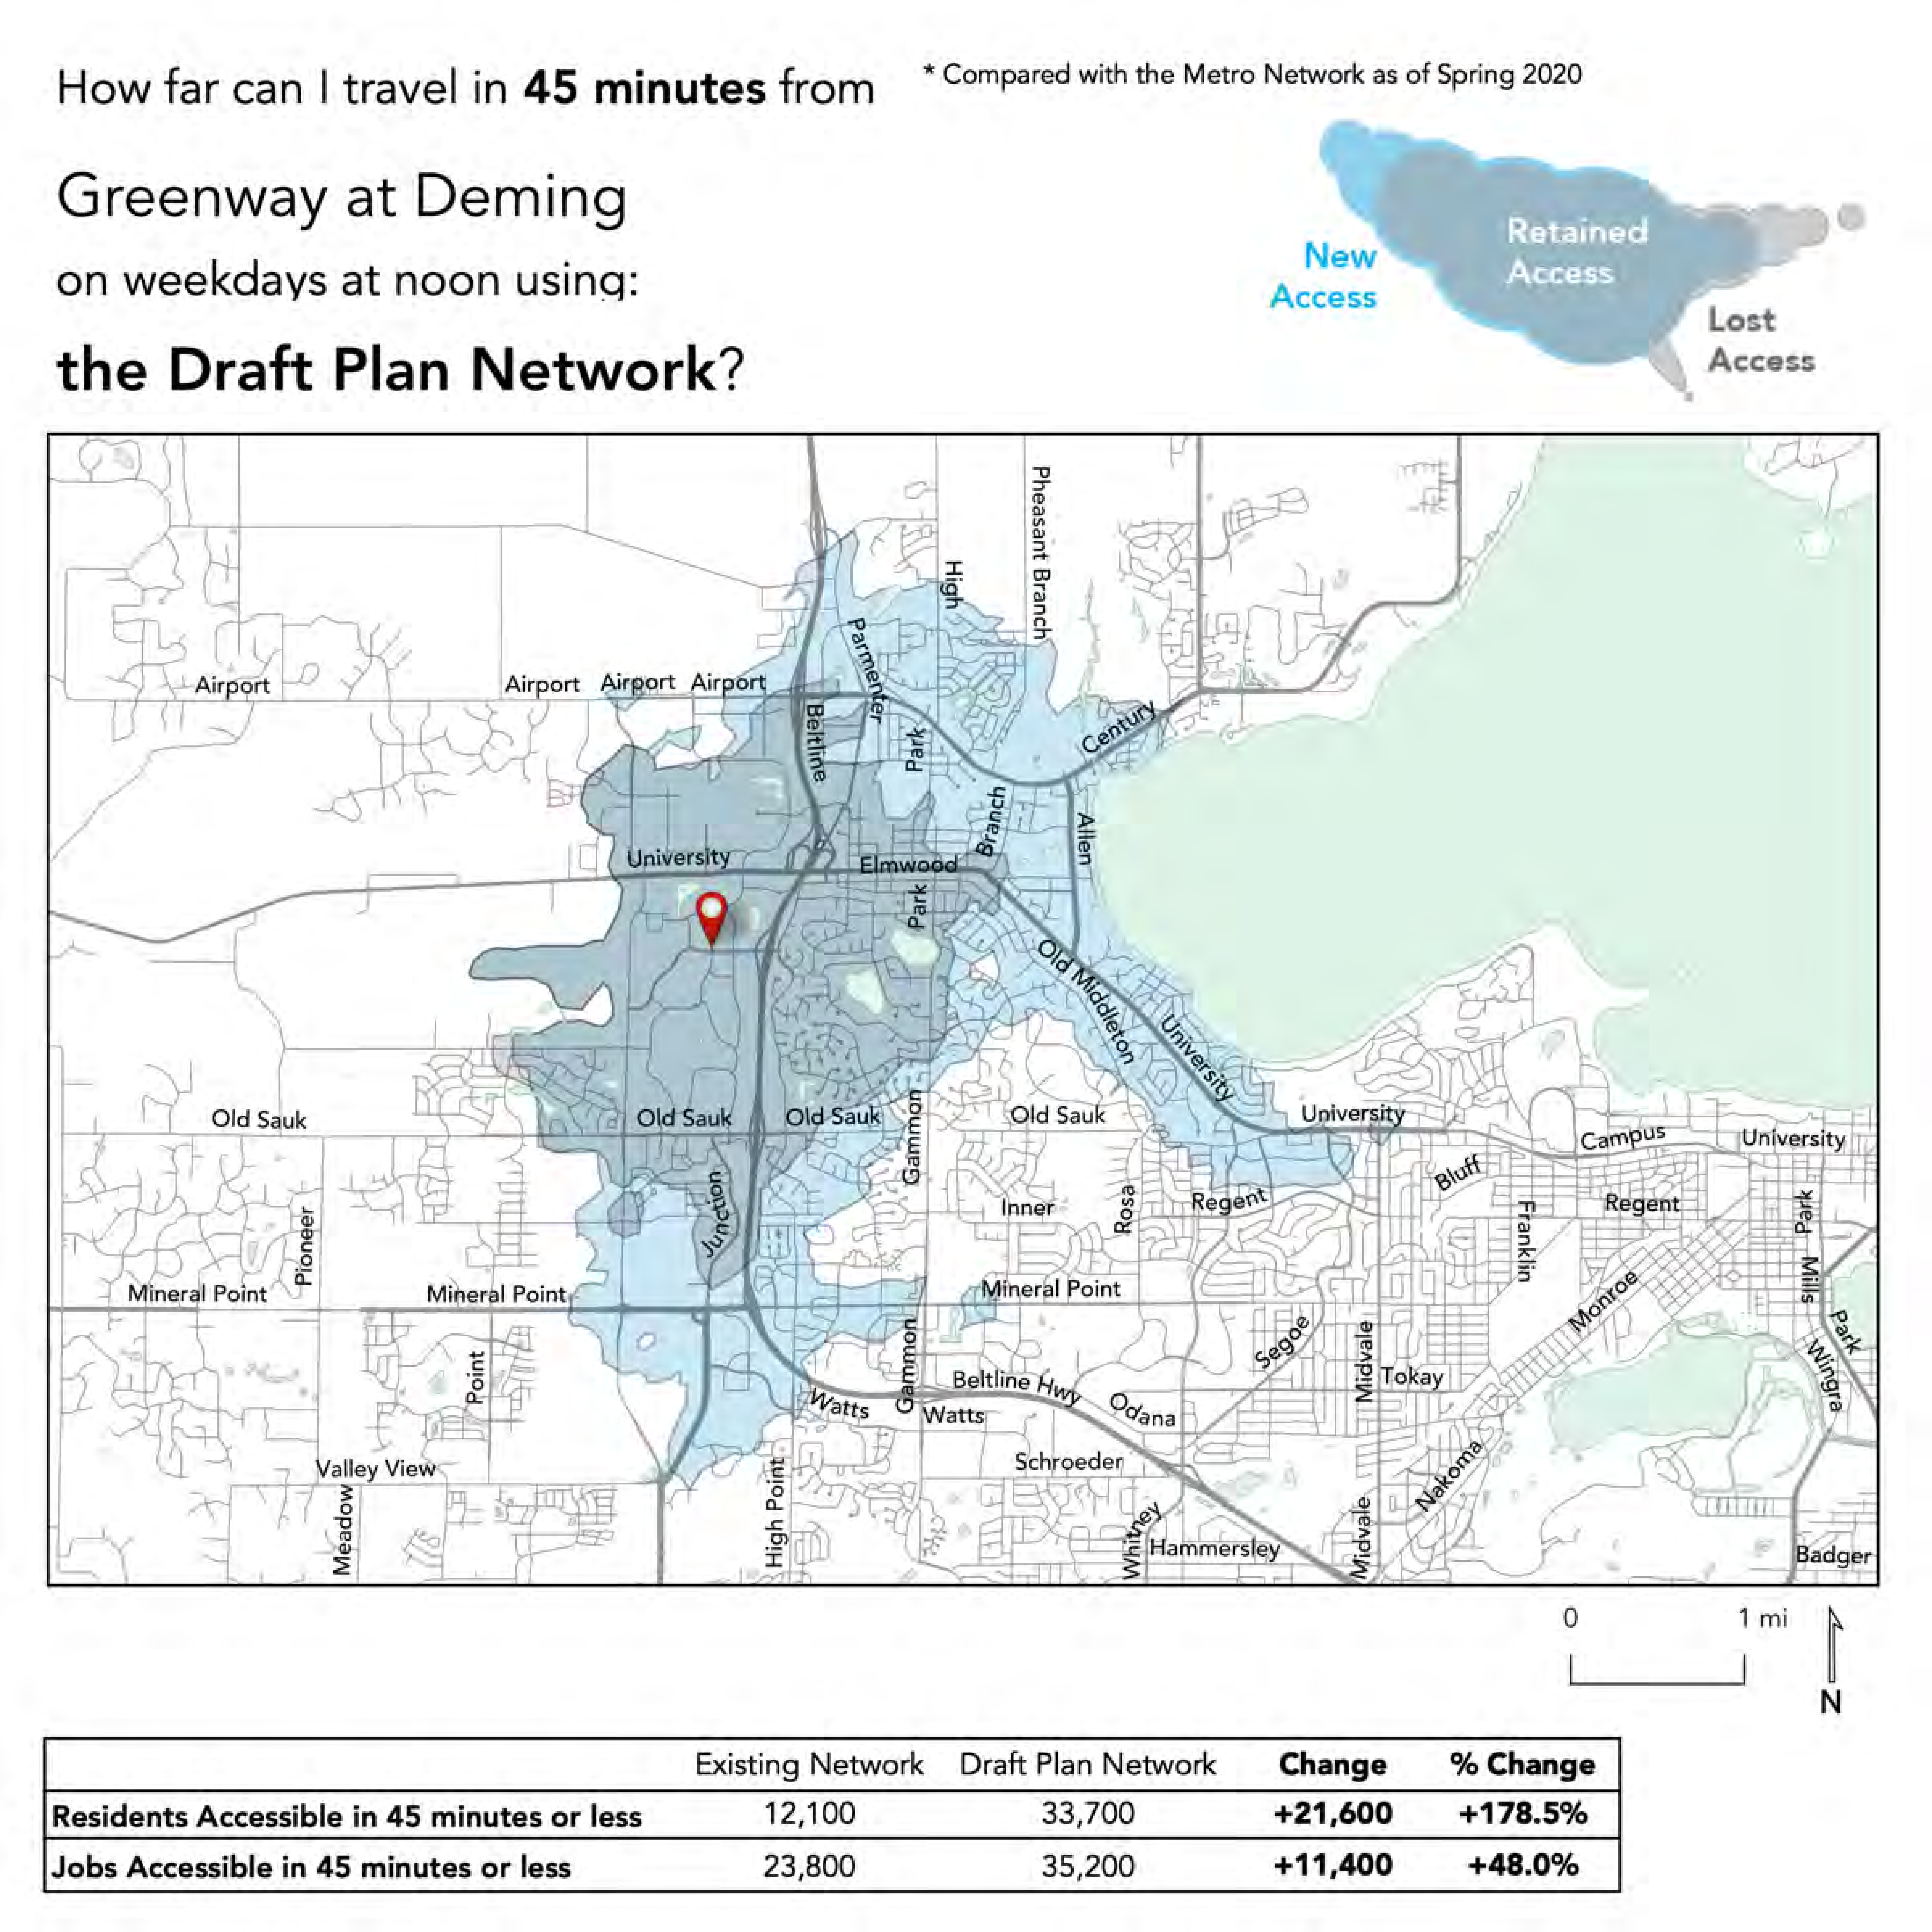 How far can I travel in 45 minutes from
* Compared with the Metro Network as of Spring 2020
Greenway at Deming
on weekdays at noon using:
the Draft Plan Network?
New
Access
Retained
Access
Lost
Access
Pheasant Branch
High
Parmenter
Airport
Airport
Airport
Airport
Beltline
Park
Century
Branch
Allen
University
Elmwood
Park
Old Middleton
University
Old Sauk
Old Sauk
Old Sauk
Gammon
Old Sauk
University
Campus
University
Bluff
Junction
Inner
Rosa
Regent
Franklin
Regent
Park
Pioneer
Mineral Point
Mineral Point
Mineral Point
Monroe
Mills
Park
Point
Gammon
Segoe
Midvale
Tokay
Wingra
Beltline Hwy
Watts
Watts
Odana
Valley View
Schroeder
Nakoma
Meadow
High Point
Whitney
Hammersley
Midvale
Badger
0 1 mi
N
Existing Network Draft Plan Network Change % Change
Residents Accessible in 45 minutes or less 12,100 33,700 +21,600 +178.5%
Jobs Accessible in 45 minutes or less 23,800 35,200 +11,400 +48.0%